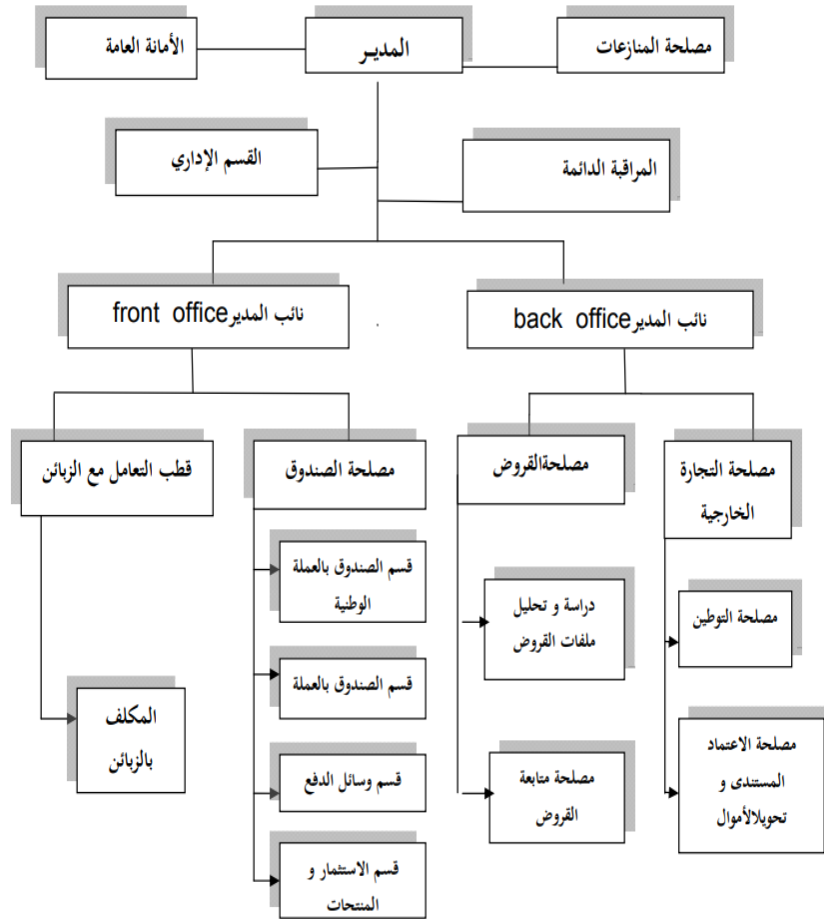 مصلحة المنازعات
المديـر
الأمانة العامة
المراقبة الدائمة
القسم الإداري
نائب المدير back office
نائب المدير front office
مصلحة التجارة
الخارجية
مصلحةالقروض
مصلحة الصندوق
قطب التعامل مع الزبائن
قسم الصندوق بالعملة
الوطنية
دراسة و تحليل
ملفات القروض
مصلحة التوطين
قسم الصندوق بالعملة
المكلف
بالزبائن
مصلحة الاعتماد
المستندى و
تحويلالأموال
مصلحة متابعة
القروض
قسم وسائل الدفع
قسم الاستثمار و
المنتحات